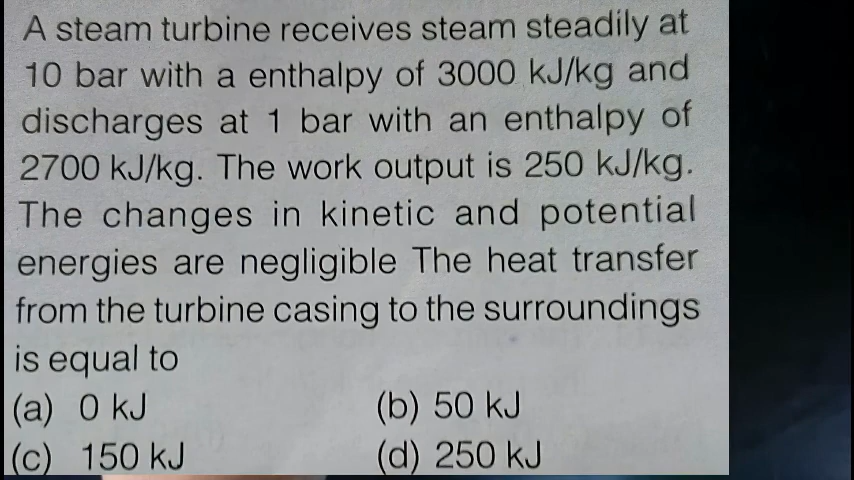 A steam turbine receives steam steadily at
10 bar with a enthalpy of 3000 kJ/kg and
discharges at 1 bar with an enthalpy of
2700 kJ/kg. The work output is 250 kJ/kg.
The changes in kinetic and potential
energies are negligible The heat transfer
from the turbine casing to the surroundings
is equal to
(a) 0 kJ (b) 50 kJ
(c) 150 kJ (d) 250 kJ